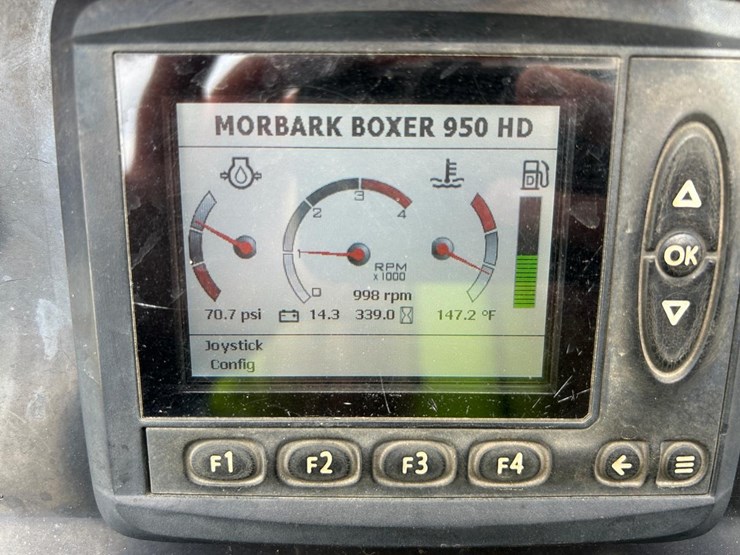 MORBARK BOXER 950 HD
D
1
2
3
4
0
RPM
x 1000
998 rpm
70.7 psi 14.3 339.0 147.2 °F
Joystick
Config
OK
F1 F2 F3 F4